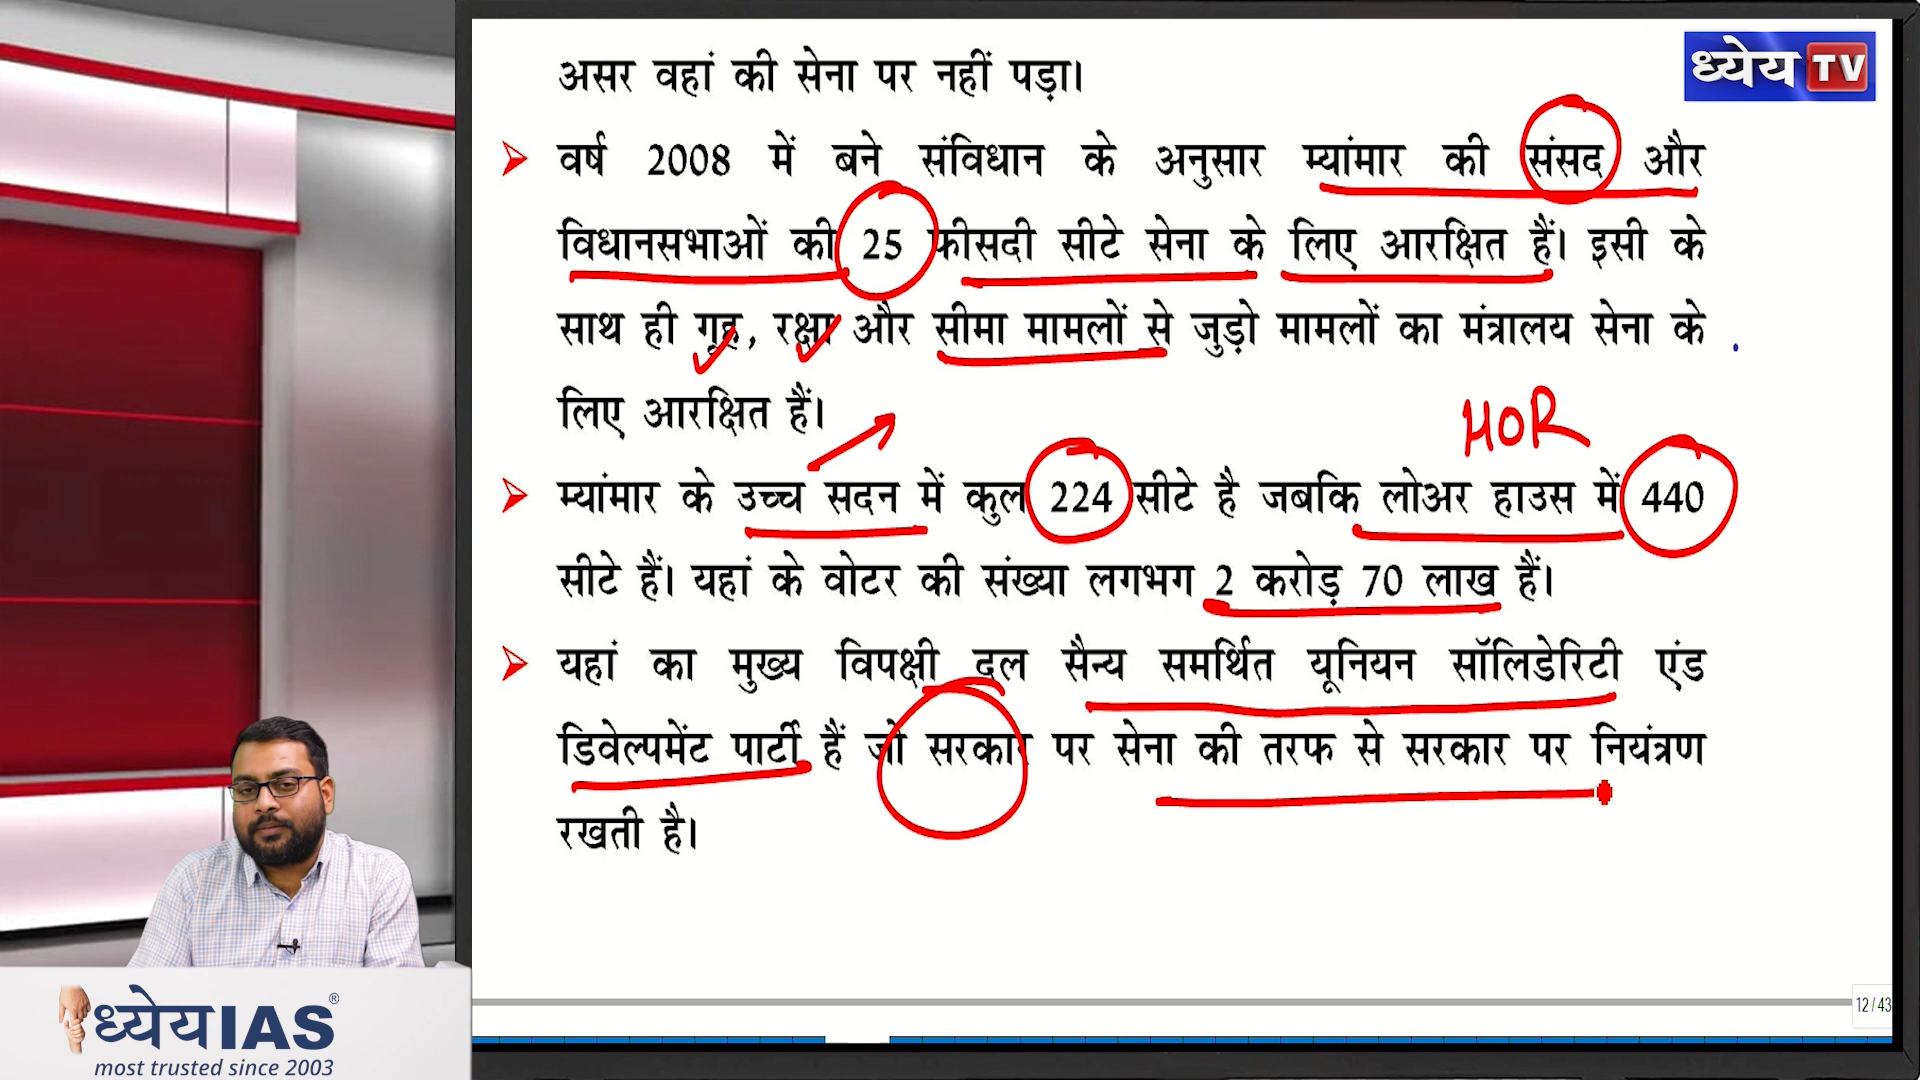 असर वहां की सेना पर नहीं पड़ा।
ध्येय TV
➢ वर्ष 2008 में बने संविधान के अनुसार म्यांमार की संसद और
विधानसभाओं की 25 फीसदी सीटे सेना के लिए आरक्षित हैं। इसी के
साथ ही गृह, रक्षा और सीमा मामलों से जुड़ो मामलों का मंत्रालय सेना के
लिए आरक्षित हैं।
HOR
➢ म्यांमार के उच्च सदन में कुल 224 सीटे है जबकि लोअर हाउस में 440
सीटे हैं। यहां के वोटर की संख्या लगभग 2 करोड़ 70 लाख हैं।
➢ यहां का मुख्य विपक्षी दल सैन्य समर्थित यूनियन सॉलिडेरिटी एंड
डिवेल्पमेंट पार्टी हैं जो सरकार पर सेना की तरफ से सरकार पर नियंत्रण
रखती है।
12 / 43
ध्येय IAS®
most trusted since 2003